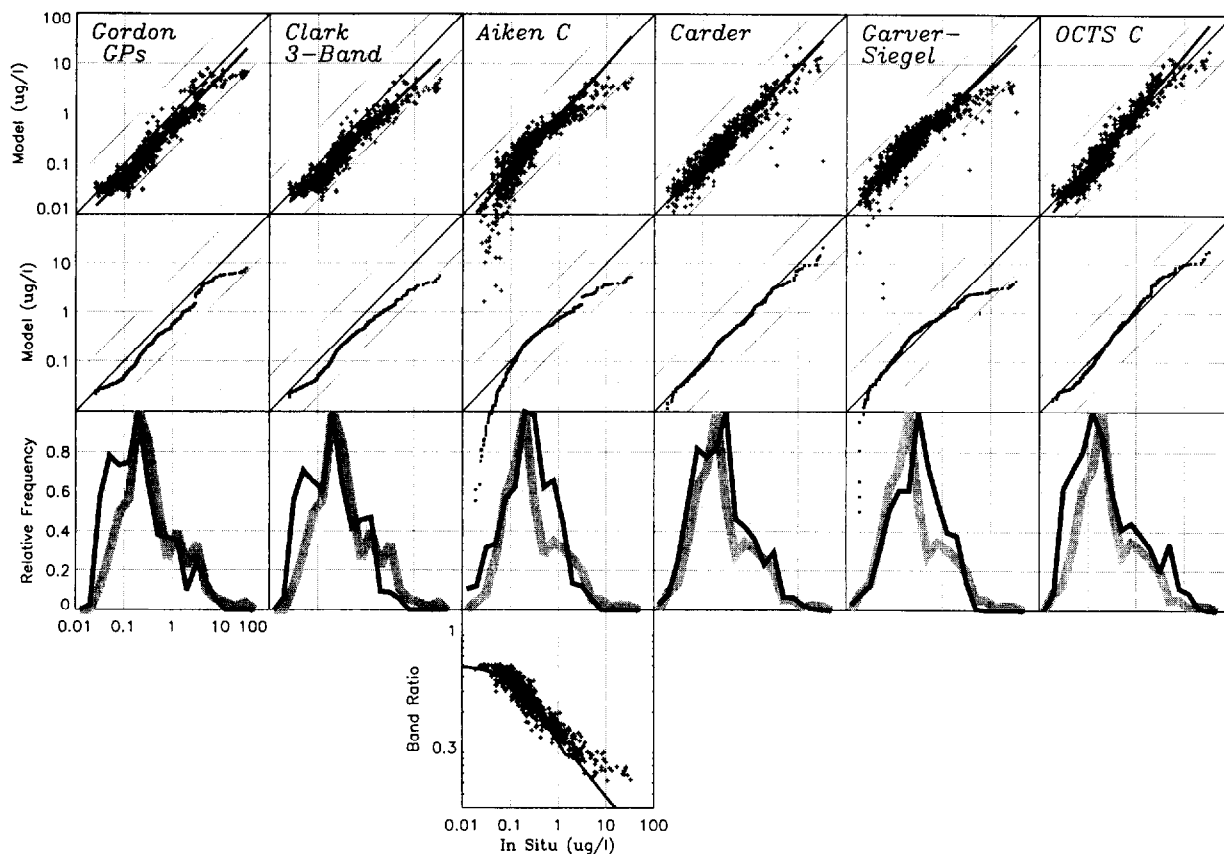 Gordon GPs
Clark 3-Band
Aiken C
Carder
Garver-Siegel
OCTS C
Model (ug/l)
100
10
1
0.1
0.01
Model (ug/l)
10
1
0.1
Relative Frequency
0.8
0.6
0.4
0.2
0
0.01 0.1 1 10 100
Band Ratio
1
0.3
0.01 0.1 1 10 100
In Situ (ug/l)